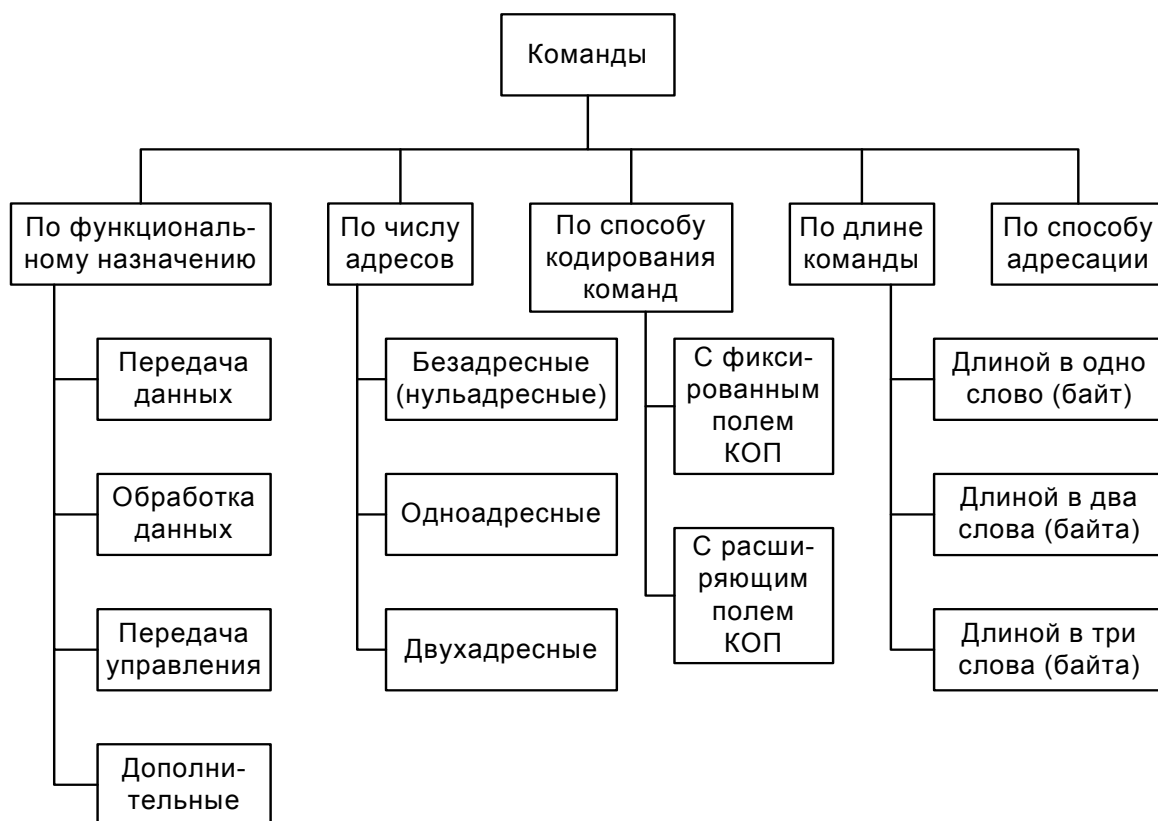 Команды
По функциональ-
ному назначению
По числу
адресов
По способу
кодирования
команд
По длине
команды
По способу
адресации
Передача
данных
Обработка
данных
Передача
управления
Дополни-
тельные
Безадресные
(нульадресные)
Одноадресные
Двухадресные
С фикси-
рованным
полем
КОП
С расши-
ряющим
полем
КОП
Длиной в одно
слово (байт)
Длиной в два
слова (байта)
Длиной в три
слова (байта)